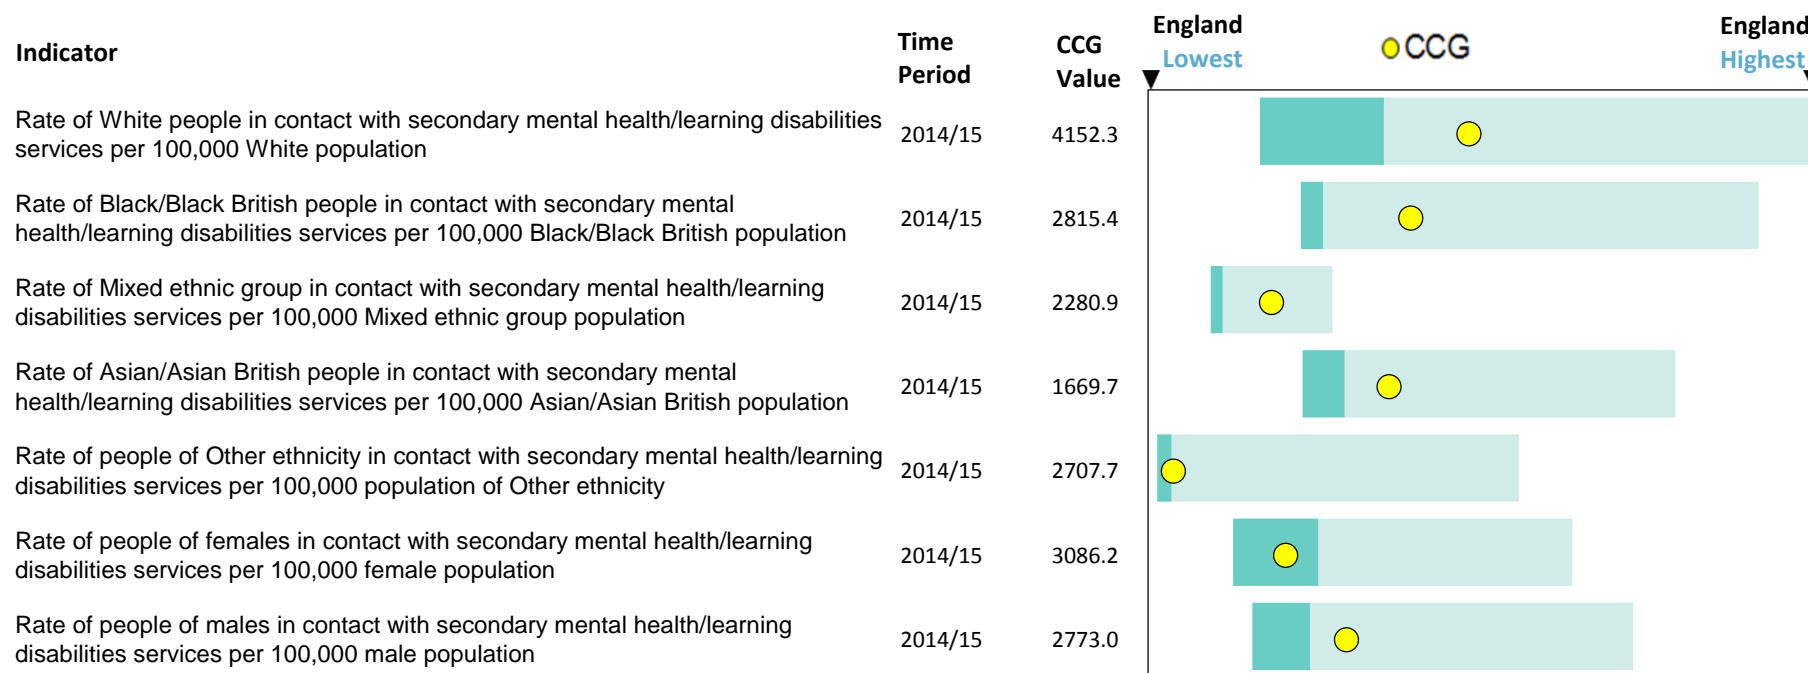 Indicator
Time
Period
CCG
Value
England
Lowest
CCG
England
Highest
Rate of White people in contact with secondary mental health/learning disabilities
services per 100,000 White population
2014/15
4152.3
Rate of Black/Black British people in contact with secondary mental
health/learning disabilities services per 100,000 Black/Black British population
2014/15
2815.4
Rate of Mixed ethnic group in contact with secondary mental health/learning
disabilities services per 100,000 Mixed ethnic group population
2014/15
2280.9
Rate of Asian/Asian British people in contact with secondary mental
health/learning disabilities services per 100,000 Asian/Asian British population
2014/15
1669.7
Rate of people of Other ethnicity in contact with secondary mental health/learning
disabilities services per 100,000 population of Other ethnicity
2014/15
2707.7
Rate of people of females in contact with secondary mental health/learning
disabilities services per 100,000 female population
2014/15
3086.2
Rate of people of males in contact with secondary mental health/learning
disabilities services per 100,000 male population
2014/15
2773.0